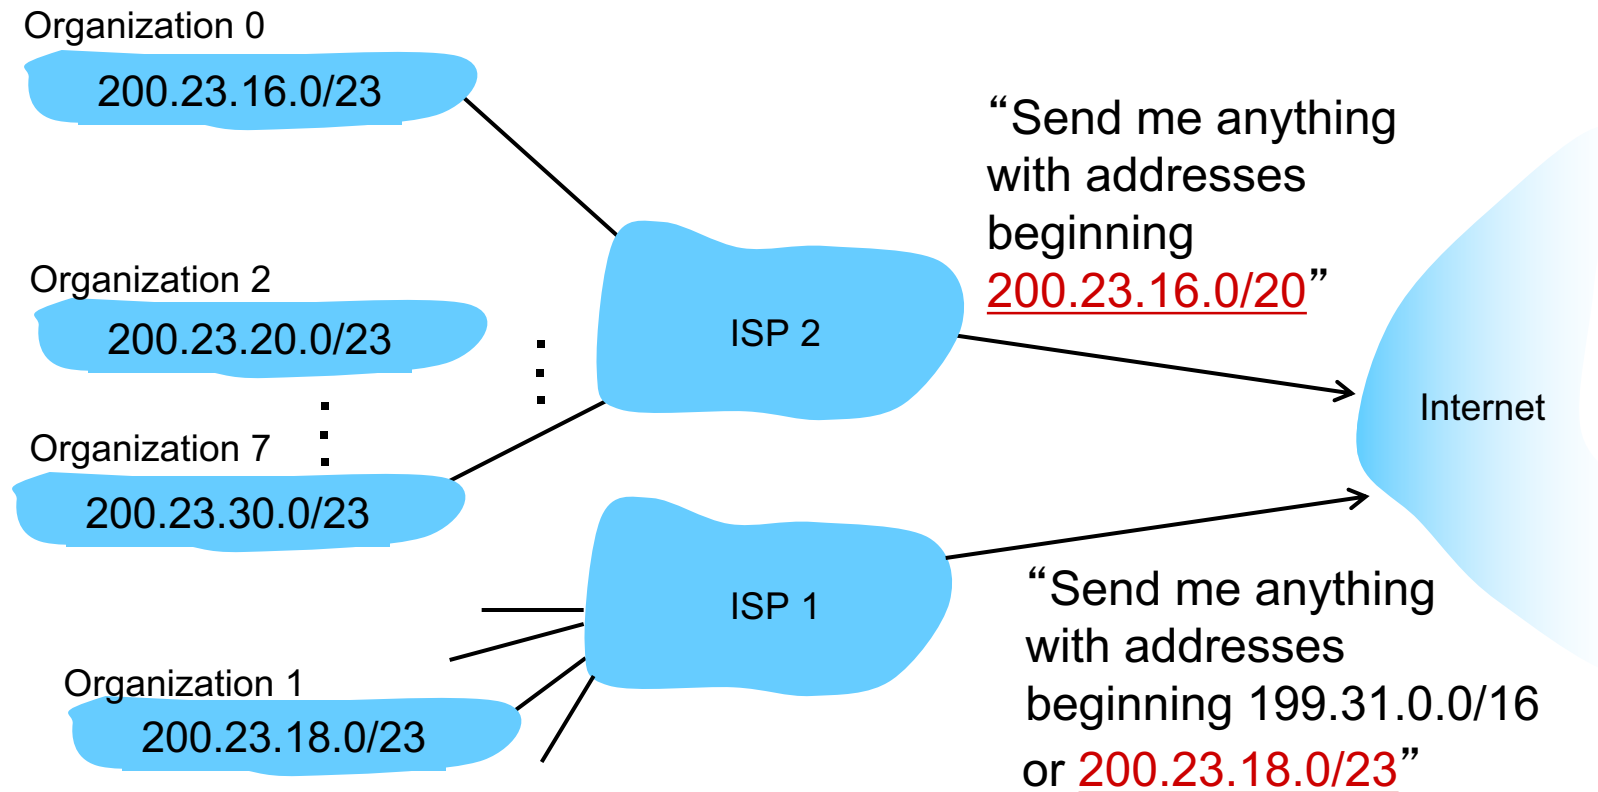 Organization 0
200.23.16.0/23
Organization 2
200.23.20.0/23
Organization 7
200.23.30.0/23
Organization 1
200.23.18.0/23
ISP 2
ISP 1
“Send me anything
with addresses
beginning
200.23.16.0/20”
Internet
“Send me anything
with addresses
beginning 199.31.0.0/16
or 200.23.18.0/23”